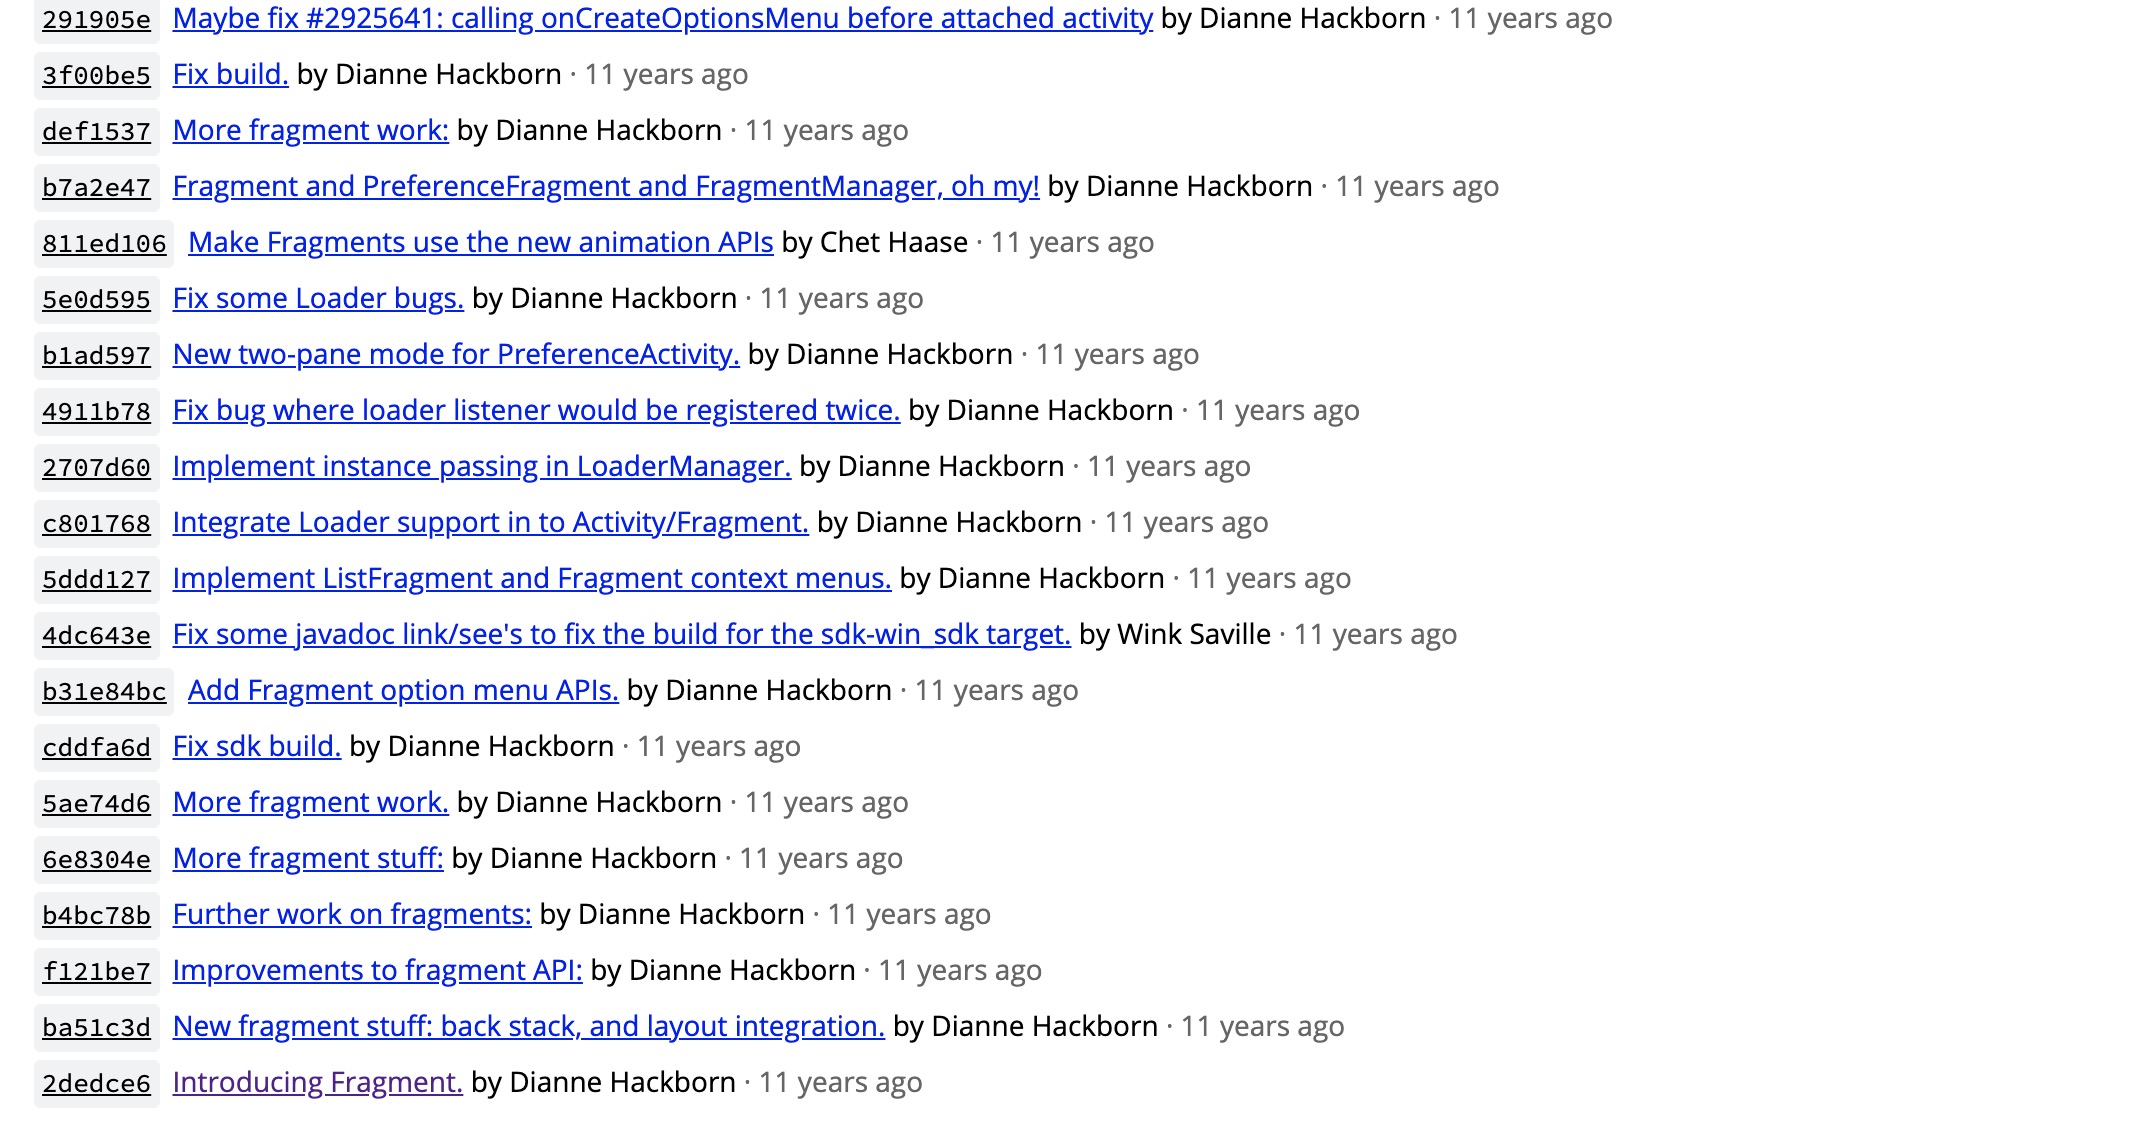 291905e Maybe fix #2925641: calling onCreateOptionsMenu before attached activity by Dianne Hackborn · 11 years ago
3f00be5 Fix build. by Dianne Hackborn · 11 years ago
def1537 More fragment work: by Dianne Hackborn · 11 years ago
b7a2e47 Fragment and PreferenceFragment and FragmentManager, oh my! by Dianne Hackborn · 11 years ago
811ed106 Make Fragments use the new animation APIs by Chet Haase · 11 years ago
5e0d595 Fix some Loader bugs. by Dianne Hackborn · 11 years ago
b1ad597 New two-pane mode for PreferenceActivity. by Dianne Hackborn · 11 years ago
4911b78 Fix bug where loader listener would be registered twice. by Dianne Hackborn · 11 years ago
2707d60 Implement instance passing in LoaderManager. by Dianne Hackborn · 11 years ago
c801768 Integrate Loader support in to Activity/Fragment. by Dianne Hackborn · 11 years ago
5ddd127 Implement ListFragment and Fragment context menus. by Dianne Hackborn · 11 years ago
4dc643e Fix some javadoc link/see's to fix the build for the sdk-win_sdk target. by Wink Saville · 11 years ago
b31e84bc Add Fragment option menu APIs. by Dianne Hackborn · 11 years ago
cddfa6d Fix sdk build. by Dianne Hackborn · 11 years ago
5ae74d6 More fragment work. by Dianne Hackborn · 11 years ago
6e8304e More fragment stuff: by Dianne Hackborn · 11 years ago
b4bc78b Further work on fragments: by Dianne Hackborn · 11 years ago
f121be7 Improvements to fragment API: by Dianne Hackborn · 11 years ago
ba51c3d New fragment stuff: back stack, and layout integration. by Dianne Hackborn · 11 years ago
2dedce6 Introducing Fragment. by Dianne Hackborn · 11 years ago